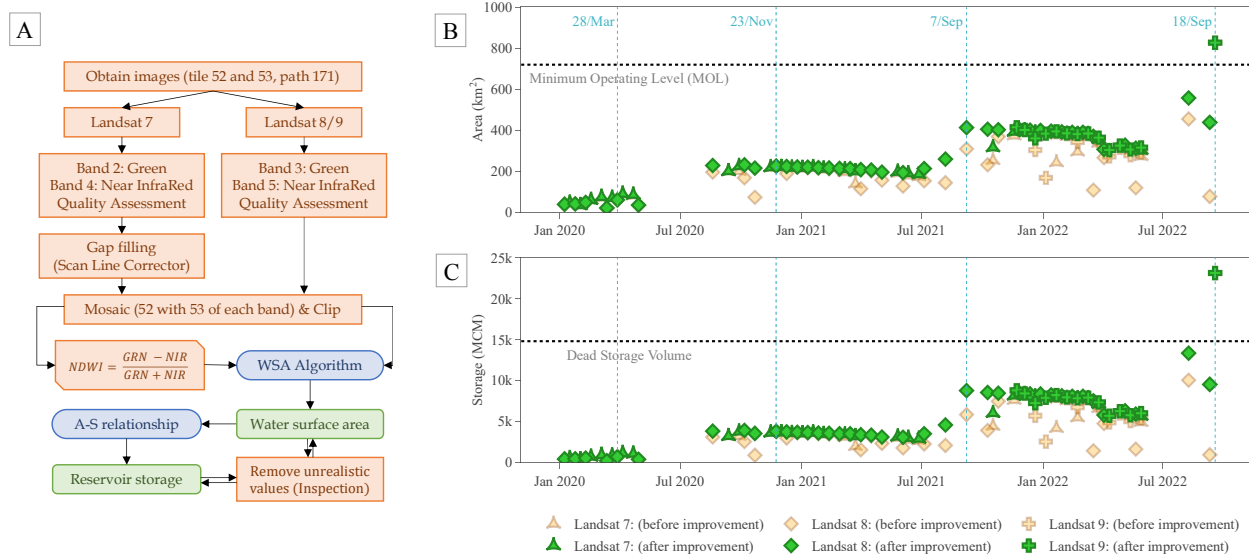 A
Obtain images (tile 52 and 53, path 171)
Landsat 7
Landsat 8/9
Band 2: Green
Band 4: Near InfraRed
Quality Assessment
Band 3: Green
Band 5: Near InfraRed
Quality Assessment
Gap filling
(Scan Line Corrector)
Mosaic (52 with 53 of each band) & Clip
NDWI = GRN − NIR / GRN + NIR
WSA Algorithm
A-S relationship
Water surface area
Reservoir storage
Remove unrealistic
values (Inspection)
B
28/Mar
23/Nov
7/Sep
18/Sep
Area (km²)
1000
800
600
400
200
0
Minimum Operating Level (MOL)
Jan 2020
Jul 2020
Jan 2021
Jul 2021
Jan 2022
Jul 2022
C
Storage (MCM)
25k
20k
15k
10k
5k
0
Dead Storage Volume
Jan 2020
Jul 2020
Jan 2021
Jul 2021
Jan 2022
Jul 2022
Landsat 7: (before improvement)
Landsat 8: (before improvement)
Landsat 9: (before improvement)
Landsat 7: (after improvement)
Landsat 8: (after improvement)
Landsat 9: (after improvement)